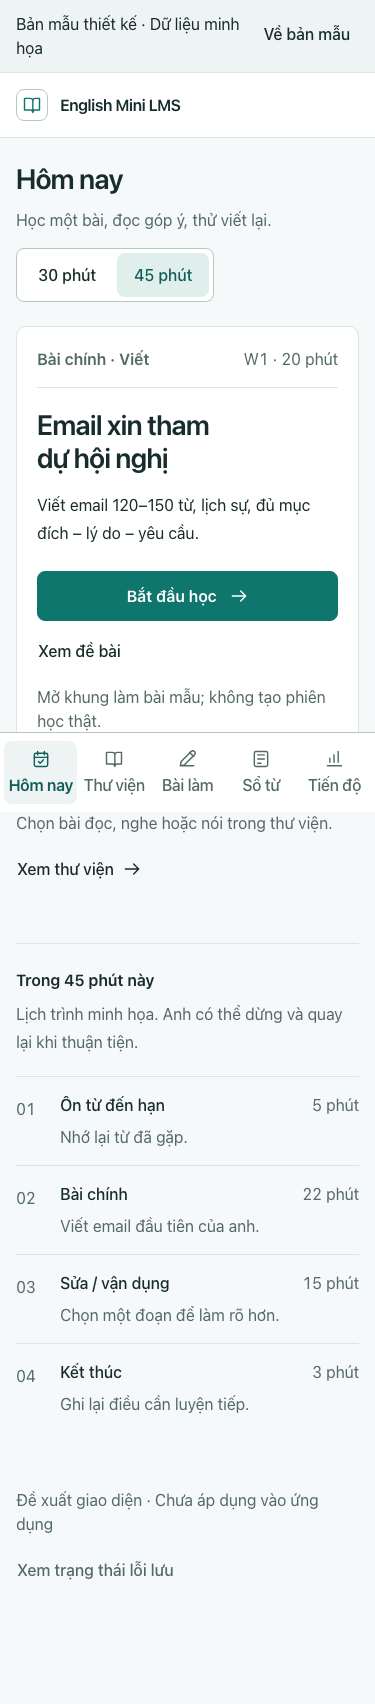 Bản mẫu thiết kế · Dữ liệu minh
họa
Về bản mẫu
English Mini LMS
Hôm nay
Học một bài, đọc góp ý, thử viết lại.
30 phút
45 phút
Bài chính · Viết
W1 · 20 phút
Email xin tham
dự hội nghị
Viết email 120–150 từ, lịch sự, đủ mục
đích – lý do – yêu cầu.
Bắt đầu học
Xem đề bài
Mở khung làm bài mẫu; không tạo phiên
học thật.
Hôm nay
Thư viện
Bài làm
Sổ từ
Tiến độ
Chọn bài đọc, nghe hoặc nói trong thư viện.
Xem thư viện
Trong 45 phút này
Lịch trình minh họa. Anh có thể dừng và quay
lại khi thuận tiện.
01
Ôn từ đến hạn
5 phút
Nhớ lại từ đã gặp.
02
Bài chính
22 phút
Viết email đầu tiên của anh.
03
Sửa / vận dụng
15 phút
Chọn một đoạn để làm rõ hơn.
04
Kết thúc
3 phút
Ghi lại điều cần luyện tiếp.
Đề xuất giao diện · Chưa áp dụng vào ứng
dụng
Xem trạng thái lỗi lưu